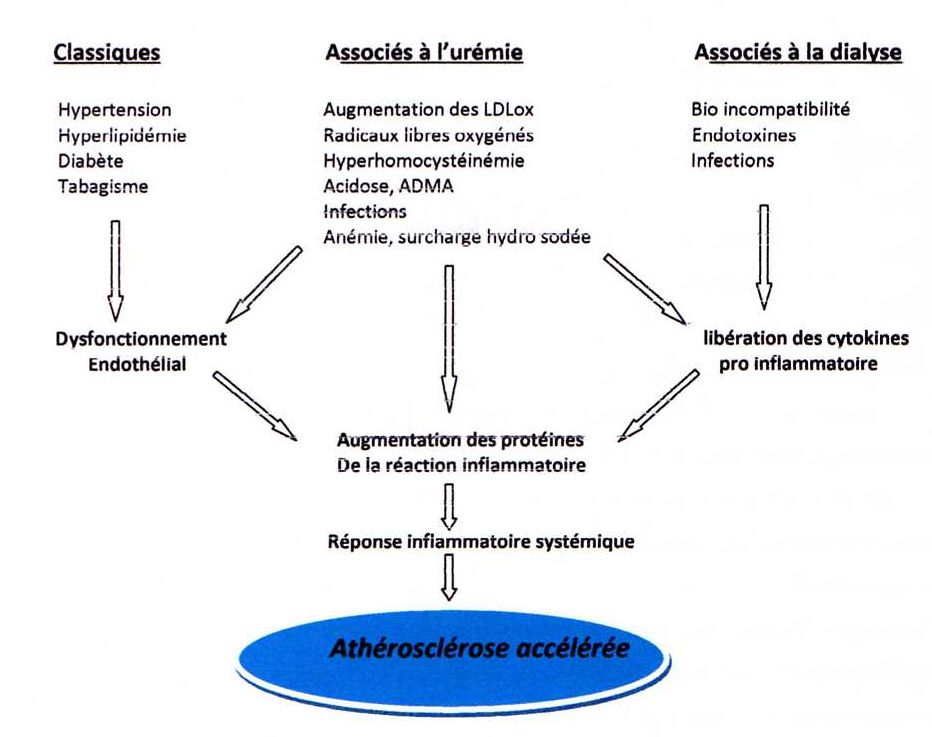 Classiques
Hypertension
Hyperlipidémie
Diabète
Tabagisme
Associés à l'urémie
Augmentation des LDLox
Radicaux libres oxygénés
Hyperhomocystéinémie
Acidose, ADMA
Infections
Anémie, surcharge hydro sodée
Associés à la dialyse
Bio incompatibilité
Endotoxines
Infections
Dysfonctionnement
Endothélial
libération des cytokines
pro inflammatoire
Augmentation des protéines
De la réaction inflammatoire
Réponse inflammatoire systémique
Athérosclérose accélérée